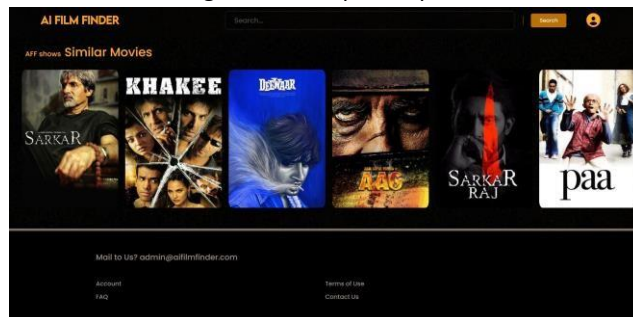 AI FILM FINDER
Search...
Search
AFF shows Similar Movies
SARKAR
KHAKEE
DEEWAAR
AAG
SARKAR
RAJ
paa
Mail to Us? admin@aifilmfinder.com
Account
Terms of Use
FAQ
Contact Us